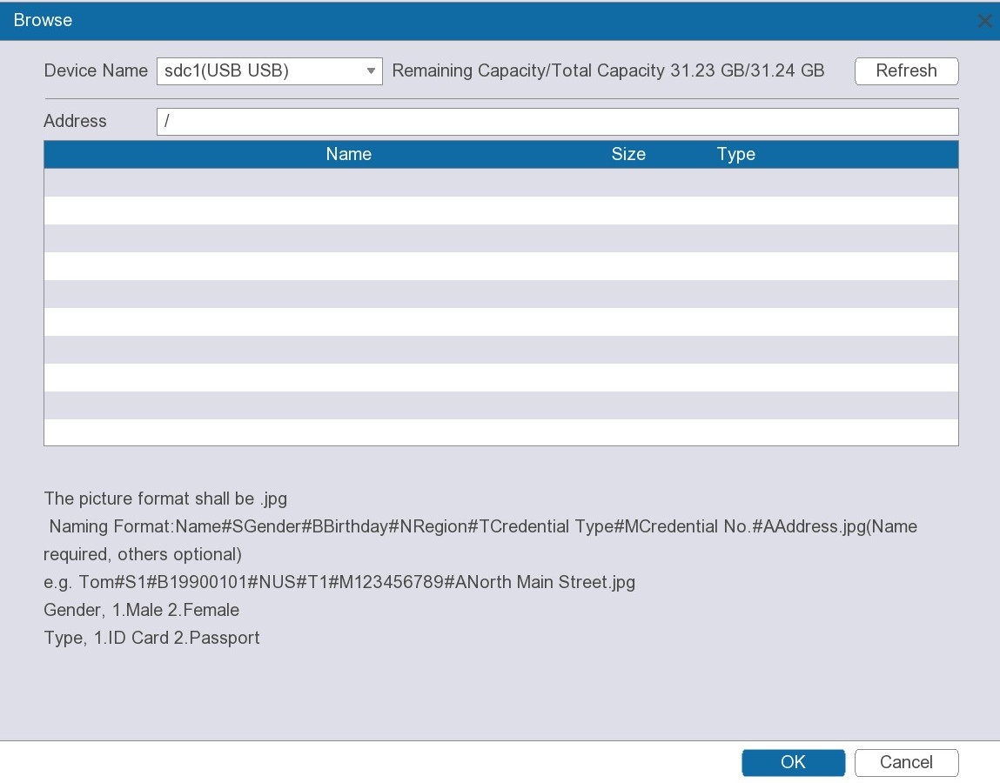 Browse
Device Name sdc1(USB USB) Remaining Capacity/Total Capacity 31.23 GB/31.24 GB Refresh
Address /
Name Size Type
The picture format shall be .jpg
Naming Format:Name#SGender#BBirthday#NRegion#TCredential Type#MCredential No.#AAddress.jpg(Name
required, others optional)
e.g. Tom#S1#B19900101#NUS#T1#M123456789#ANorth Main Street.jpg
Gender, 1.Male 2.Female
Type, 1.ID Card 2.Passport
OK Cancel